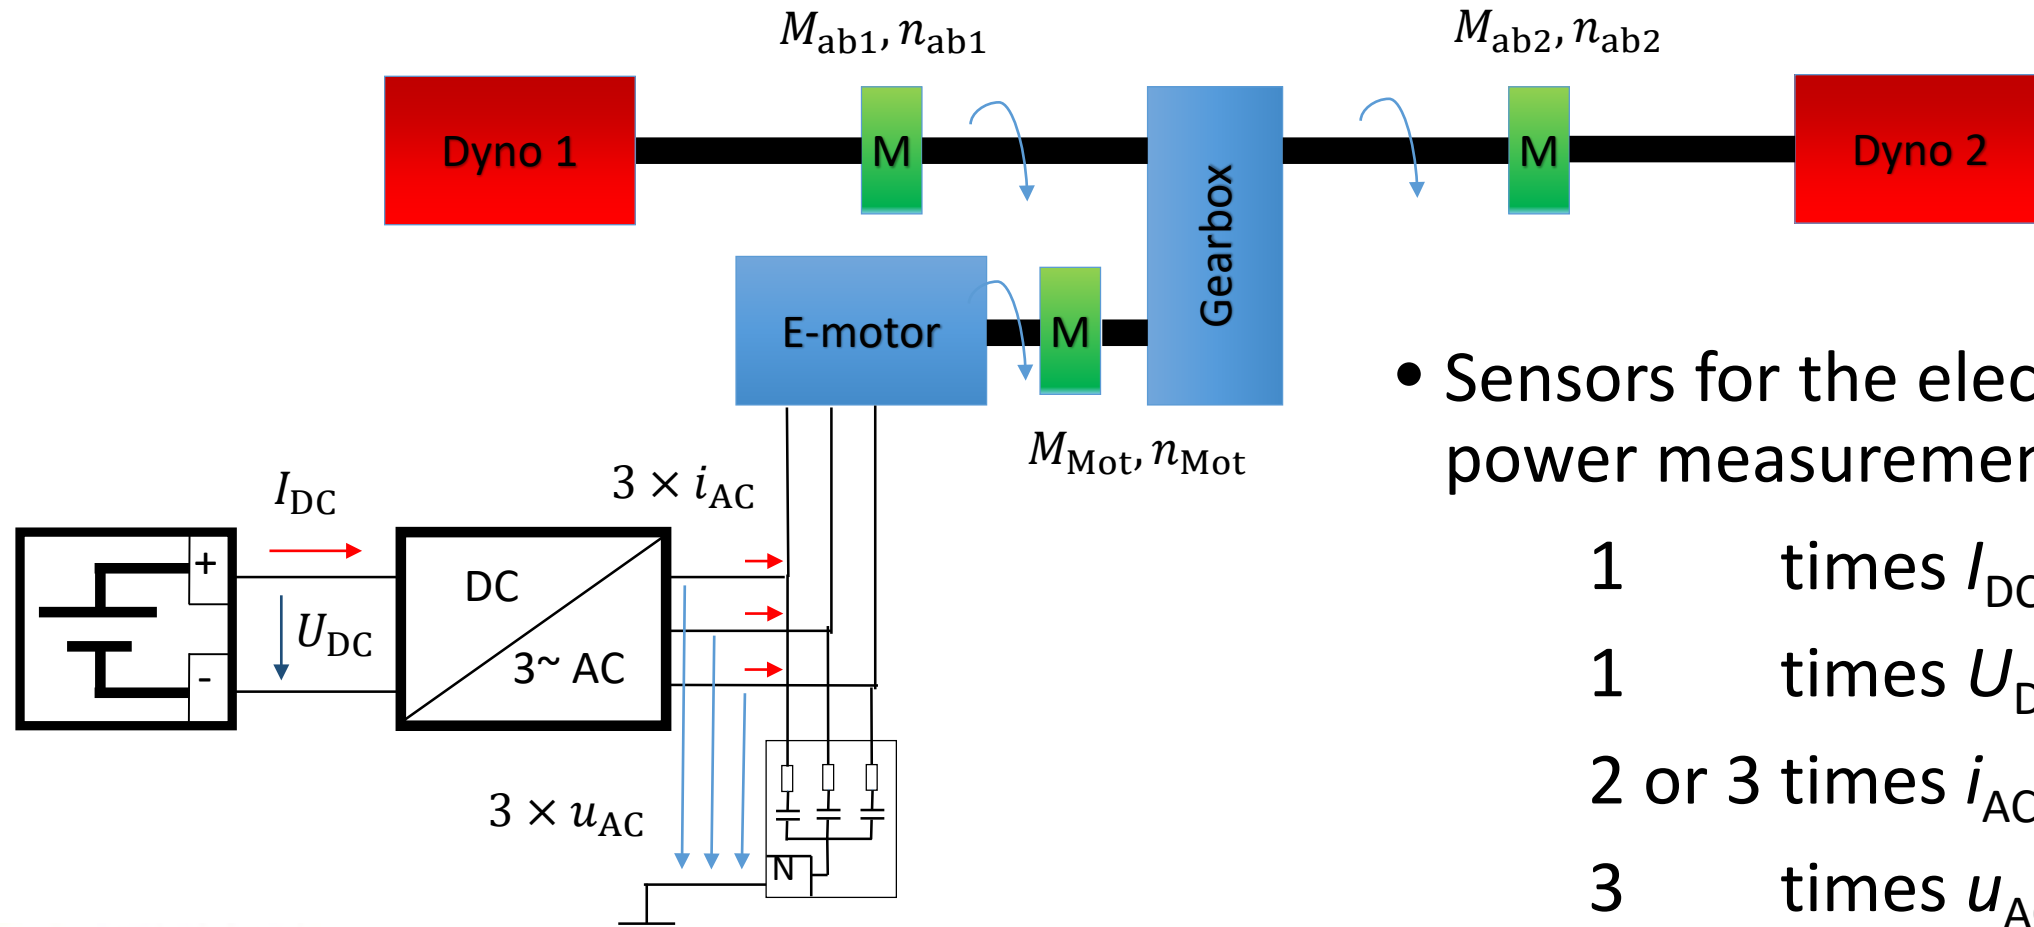 M_ab1, n_ab1
M_ab2, n_ab2
Dyno 1
M
M
Dyno 2
Gearbox
E-motor
M
M_Mot, n_Mot
• Sensors for the elec
power measuremen
I_DC
3 × i_AC
+
DC
U_DC
3~ AC
-
1 times I_DC
1 times U_D
2 or 3 times i_AC
3 times u_A
3 × u_AC
N